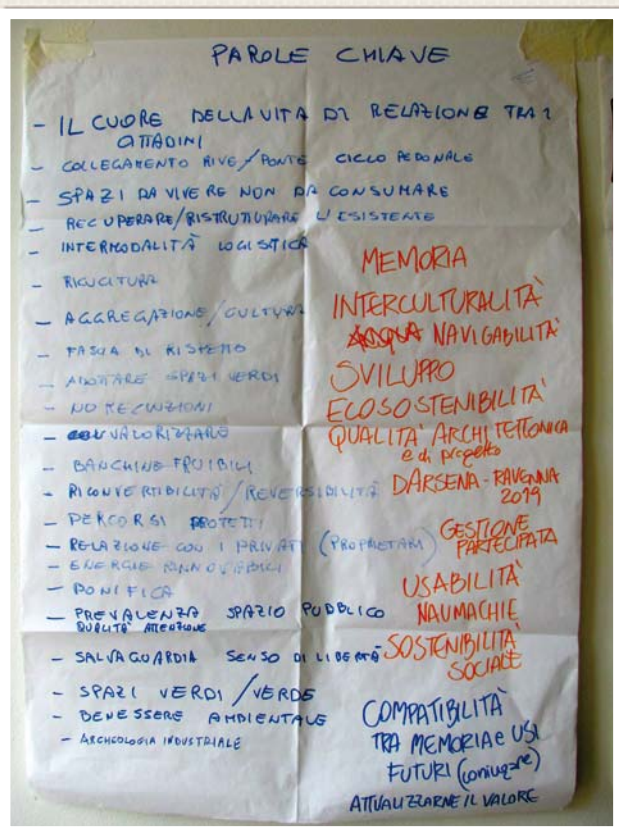 PAROLE CHIAVE
- IL CUORE DELLA VITA DI RELAZIONE TRA I
CITTADINI
- COLLEGAMENTO RIVE/PONTE CICLO PEDONALE
- SPAZI DA VIVERE NON DA CONSUMARE
- RECUPERARE/RISTRUTTURARE L'ESISTENTE
- INTERMODALITÀ LOGISTICA
- RICUCITURA
- AGGREGAZIONE/CULTURA
- FASCIA DI RISPETTO
- ADOTTARE SPAZI VERDI
- NO RECINZIONI
- VALORIZZARE
- BANCHINE FRUIBILI
- RICONVERTIBILITÀ/REVERSIBILITÀ
- PERCORSI PROTETTI
- RELAZIONE CON I PRIVATI (PROPRIETARI)
- ENERGIE RINNOVABILI
- BONIFICA
- PREVALENZA SPAZIO PUBBLICO
QUALITÀ ATTENZIONE
- SALVAGUARDIA SENSO DI LIBERTÀ
- SPAZI VERDI/VERDE
- BENESSERE AMBIENTALE
- ARCHEOLOGIA INDUSTRIALE
MEMORIA
INTERCULTURALITÀ
ACQUA NAVIGABILITÀ
SVILUPPO
ECOSOSTENIBILITÀ
QUALITÀ ARCHITETTONICA
e di progetto
DARSENA-RAVENNA
2019
GESTIONE
PARTECIPATA
USABILITÀ
NAUMACHIE
SOSTENIBILITÀ
SOCIALE
COMPATIBILITÀ
TRA MEMORIA e USI
FUTURI (coniugare)
ATTUALIZZARNE IL VALORE